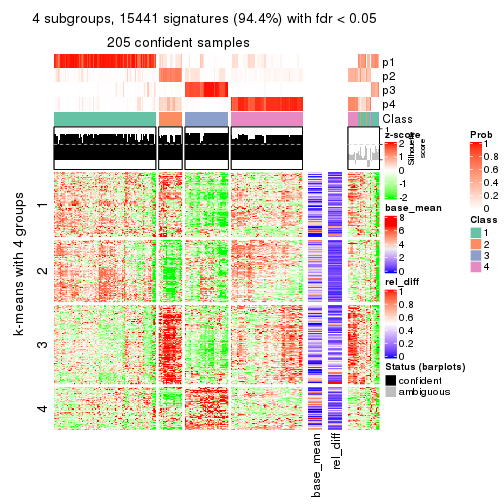 4 subgroups, 15441 signatures (94.4%) with fdr < 0.05
205 confident samples
p1
p2
p3
p4
Class
1
Silhouette
score
k-means with 4 groups
1
2
3
4
base_mean
rel_diff
z-score
2
1
0
-1
-2
base_mean
8
6
4
2
0
rel_diff
1
0.8
0.6
0.4
0.2
0
Status (barplots)
confident
ambiguous
Prob
1
0.8
0.6
0.4
0.2
0
Class
1
2
3
4